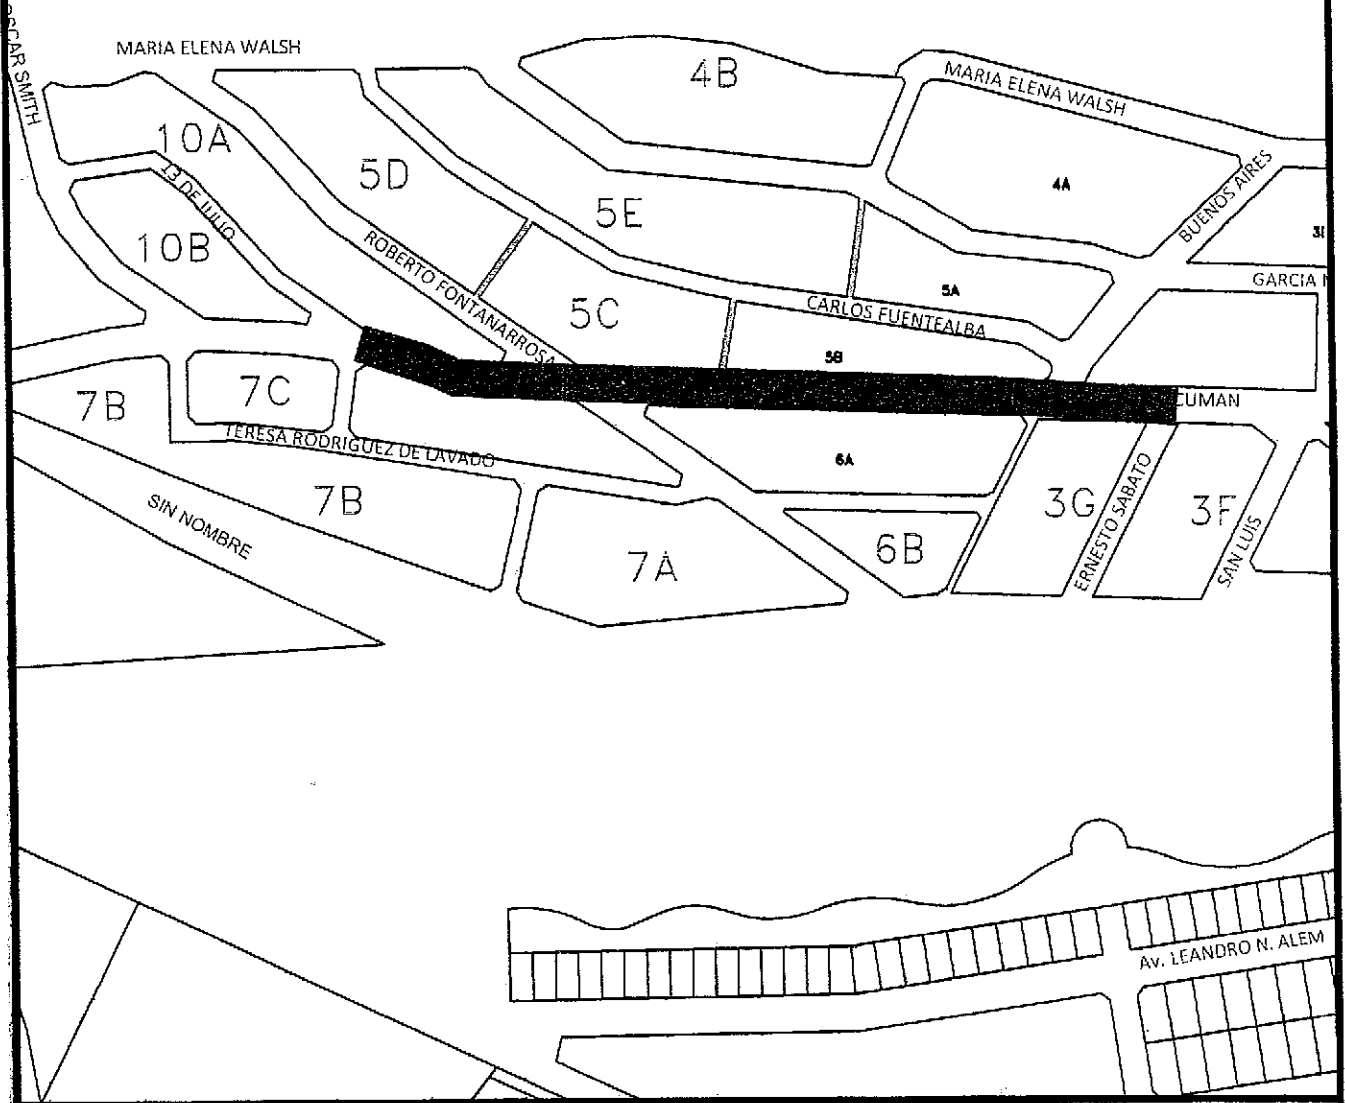 OSCAR SMITH
MARIA ELENA WALSH
4B
MARIA ELENA WALSH
10A
13 DE JULIO
5D
4A
BUENOS AIRES
5E
10B
ROBERTO FONTANARROSA
GARCIA
5A
5C
CARLOS FUENTEALBA
5B
7B
7C
CUMAN
TERESA RODRIGUEZ DE LAVADO
6A
7B
SIN NOMBRE
3G
ERNESTO SABATO
3F
SAN LUIS
6B
7A
Av. LEANDRO N. ALEM